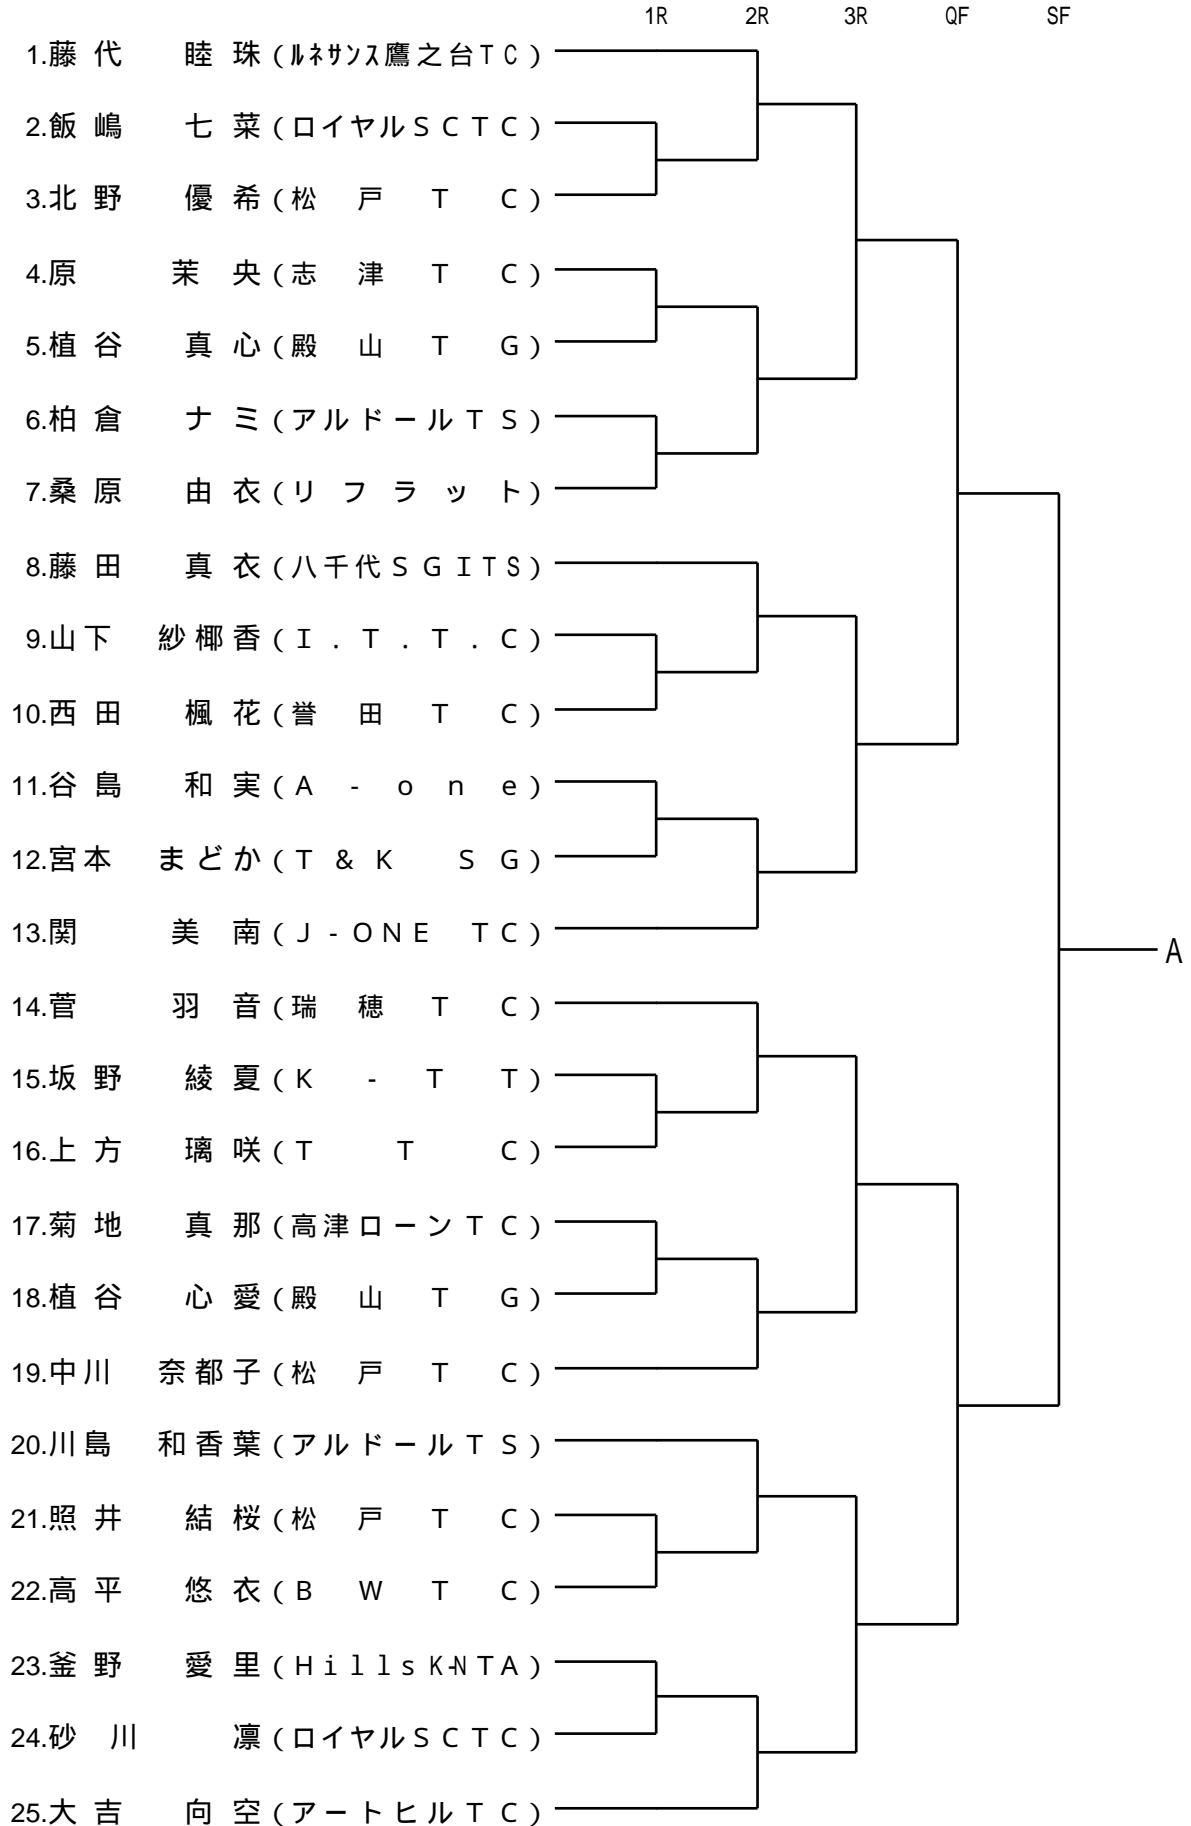 1R 2R 3R QF SF
1.藤代 睦珠(ルネサンス鷹之台TC)
2.飯嶋 七菜(ロイヤルSCTC)
3.北野 優希(松戸TC)
4.原 茉央(志津TC)
5.植谷 真心(殿山TG)
6.柏倉 ナミ(アルドールTS)
7.桑原 由衣(リフラット)
8.藤田 真衣(八千代SGITS)
9.山下 紗椰香(I.T.T.C)
10.西田 楓花(誉田TC)
11.谷島 和実(A-one)
12.宮本 まどか(T&K SG)
13.関 美南(J-ONE TC)
A
14.菅 羽音(瑞穂TC)
15.坂野 綾夏(K-TT)
16.上方 璃咲(TTC)
17.菊地 真那(高津ローンTC)
18.植谷 心愛(殿山TG)
19.中川 奈都子(松戸TC)
20.川島 和香葉(アルドールTS)
21.照井 結桜(松戸TC)
22.高平 悠衣(BWTC)
23.釜野 愛里(HillsK-NTA)
24.砂川 凛(ロイヤルSCTC)
25.大吉 向空(アートヒルTC)